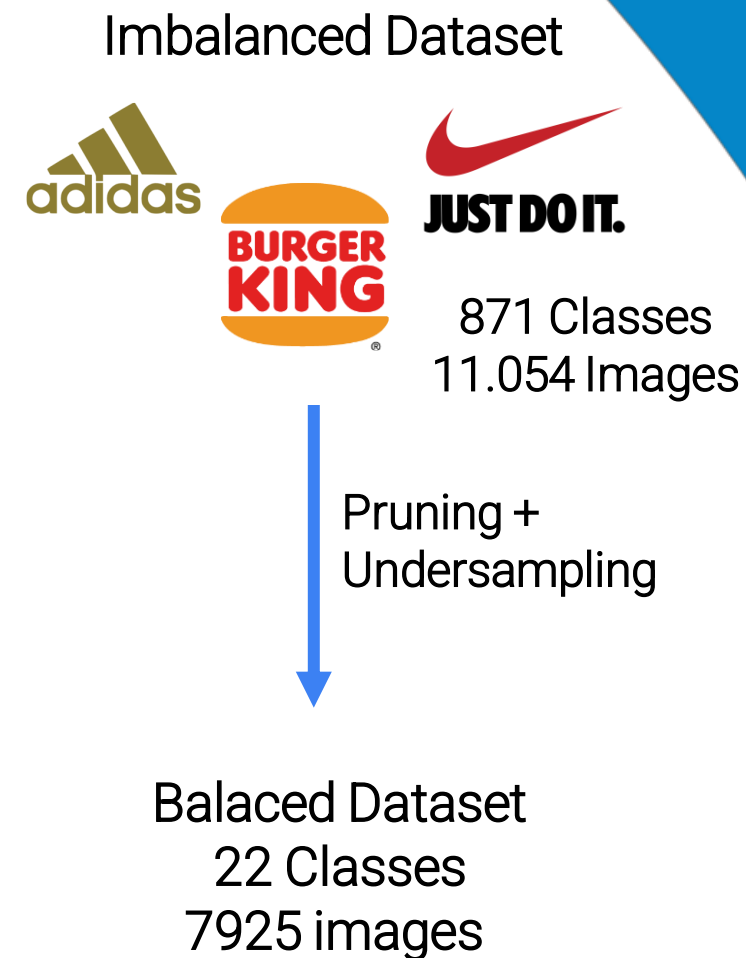 Imbalanced Dataset
adidas
BURGER
KING
®
JUST DO IT.
871 Classes
11.054 Images
Pruning +
Undersampling
Balaced Dataset
22 Classes
7925 images